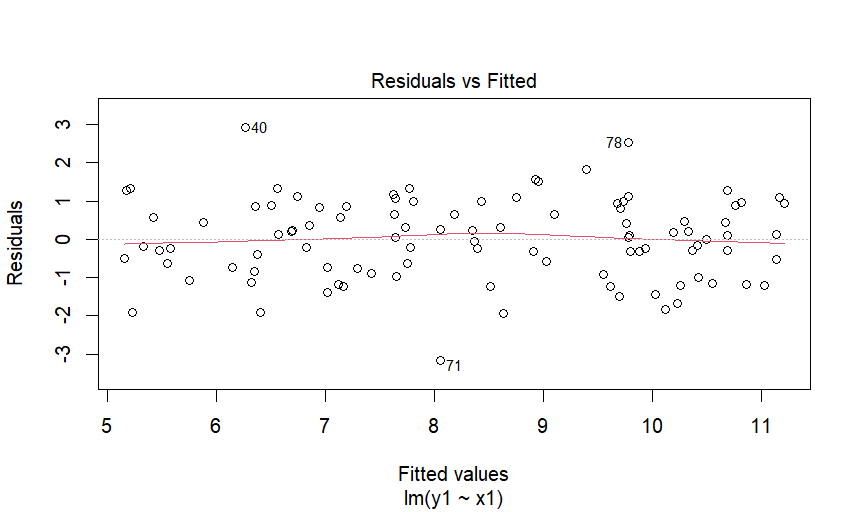 Residuals vs Fitted
Residuals
3
2
1
0
-1
-2
-3
40
78
71
5 6 7 8 9 10 11
Fitted values
lm(y1 ~ x1)